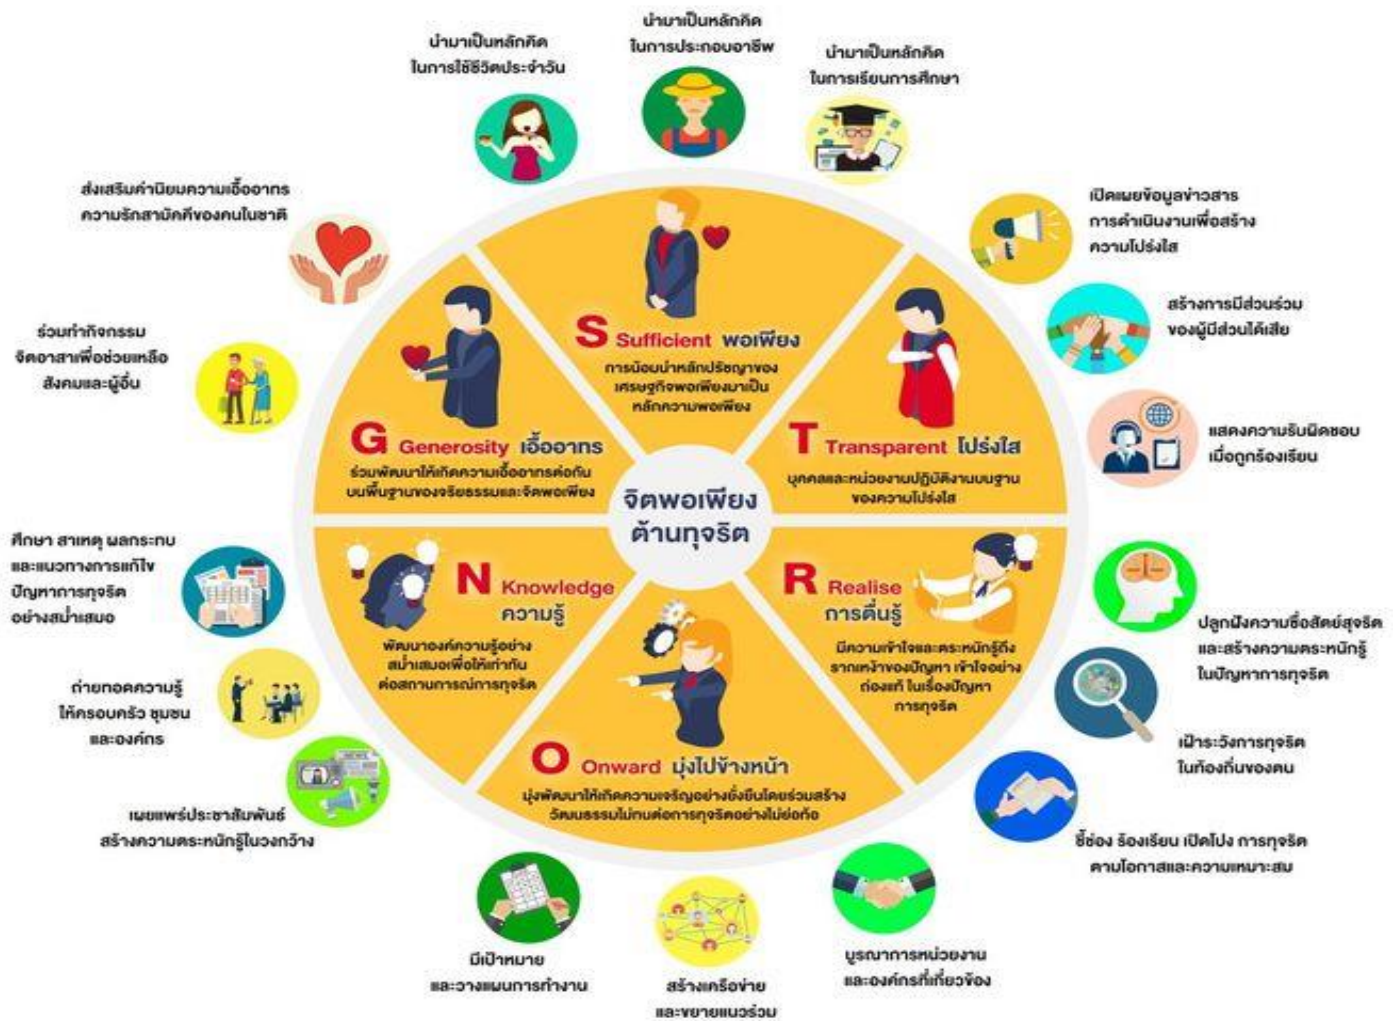 นำมาเป็นหลักคิด
ในการใช้ชีวิตประจำวัน
นำมาเป็นหลักคิด
ในการประกอบอาชีพ
นำมาเป็นหลักคิด
ในการเรียนการศึกษา
ส่งเสริมค่านิยมความเอื้ออาทร
ความรักสามัคคีของคนในชาติ
ร่วมทำกิจกรรม
จิตอาสาเพื่อช่วยเหลือ
สังคมและผู้อื่น
เปิดเผยข้อมูลข่าวสาร
การดำเนินงานเพื่อสร้าง
ความโปร่งใส
สร้างการมีส่วนร่วม
ของผู้มีส่วนได้เสีย
แสดงความรับผิดชอบ
เมื่อถูกร้องเรียน
S Sufficient พอเพียง
การน้อมนำหลักปรัชญาของ
เศรษฐกิจพอเพียงมาเป็น
หลักความพอเพียง
G Generosity เอื้ออาทร
ร่วมพัฒนาให้เกิดความเอื้ออาทรต่อกัน
บนพื้นฐานของจริยธรรมและจิตพอเพียง
T Transparent โปร่งใส
บุคคลและหน่วยงานปฏิบัติงานบนฐาน
ของความโปร่งใส
จิตพอเพียง
ต้านทุจริต
N Knowledge
ความรู้
พัฒนาองค์ความรู้อย่าง
สม่ำเสมอเพื่อให้เท่าทัน
ต่อสถานการณ์การทุจริต
R Realise
การตื่นรู้
มีความเข้าใจและตระหนักรู้ถึง
รากเหง้าของปัญหา เข้าใจอย่าง
ถ่องแท้ ในเรื่องปัญหา
การทุจริต
O Onward มุ่งไปข้างหน้า
มุ่งพัฒนาให้เกิดความเจริญอย่างยั่งยืนโดยร่วมสร้าง
วัฒนธรรมไม่ทนต่อการทุจริตอย่างไม่ย่อท้อ
ศึกษา สาเหตุ ผลกระทบ
และแนวทางการแก้ไข
ปัญหาการทุจริต
อย่างสม่ำเสมอ
ถ่ายทอดความรู้
ให้ครอบครัว ชุมชน
และองค์กร
เผยแพร่ประชาสัมพันธ์
สร้างความตระหนักรู้ในวงกว้าง
ปลูกฝังความซื่อสัตย์สุจริต
และสร้างความตระหนักรู้
ในปัญหาการทุจริต
เฝ้าระวังการทุจริต
ในท้องถิ่นของตน
ชี้ช่อง ร้องเรียน เปิดโปง การทุจริต
ตามโอกาสและความเหมาะสม
มีเป้าหมาย
และวางแผนการทำงาน
สร้างเครือข่าย
และขยายแนวร่วม
บูรณาการหน่วยงาน
และองค์กรที่เกี่ยวข้อง